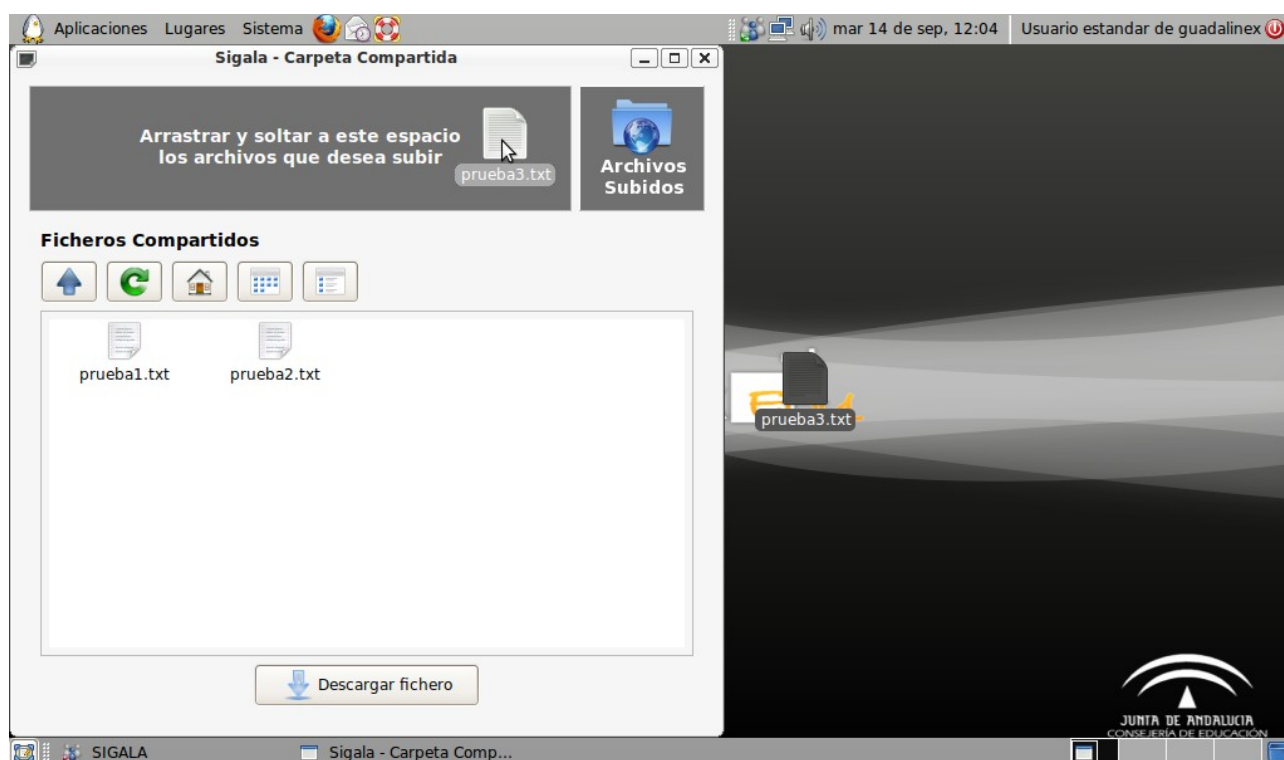 Aplicaciones Lugares Sistema
mar 14 de sep, 12:04
Usuario estandar de guadalinex
Sigala - Carpeta Compartida
Arrastrar y soltar a este espacio
los archivos que desea subir
prueba3.txt
Archivos
Subidos
Ficheros Compartidos
prueba1.txt
prueba2.txt
prueba3.txt
Descargar fichero
JUNTA DE ANDALUCIA
CONSEJERÍA DE EDUCACIÓN
SIGALA
Sigala - Carpeta Comp...